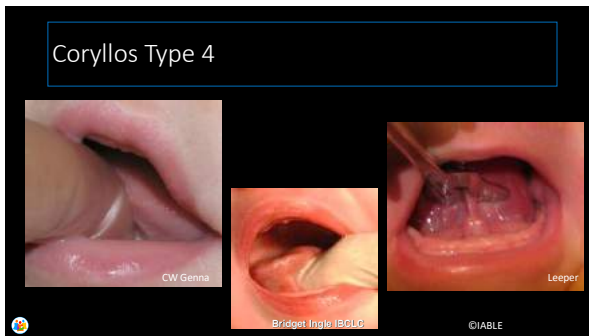 Coryllos Type 4
CW Genna
Bridget Ingle IBCLC
Leeper
©IABLE